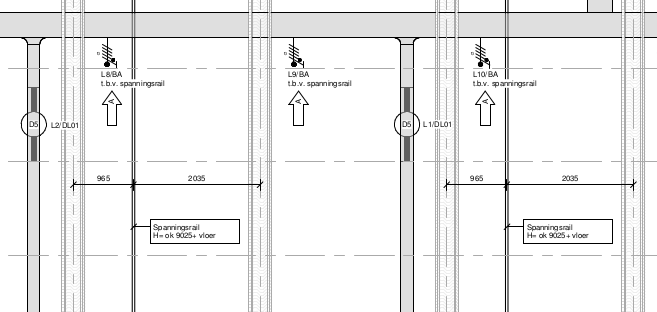 L8/BA
t.b.v. spanningsrail
L9/BA
t.b.v. spanningsrail
L10/BA
t.b.v. spanningsrail
A
A
A
D5
L2/DL01
D5
L1/DL01
965
2035
965
2035
Spanningsrail
H= ok 9025+ vloer
Spanningsrail
H= ok 9025+ vloer